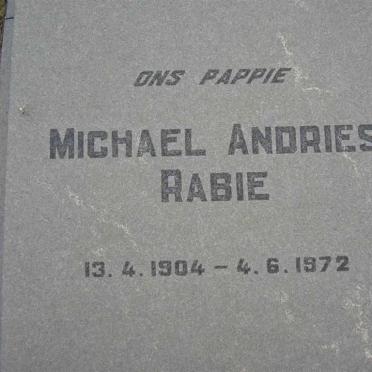 ONS PAPPIE
MICHAEL ANDRIES
RABIE
13. 4. 1904 – 4. 6. 1972